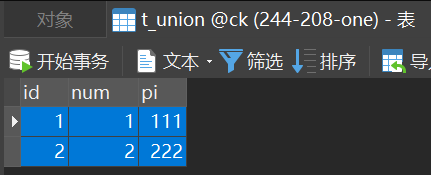 对象 t_union @ck (244-208-one) - 表
开始事务 文本 筛选 排序
id num pi
1 1 111
2 2 222